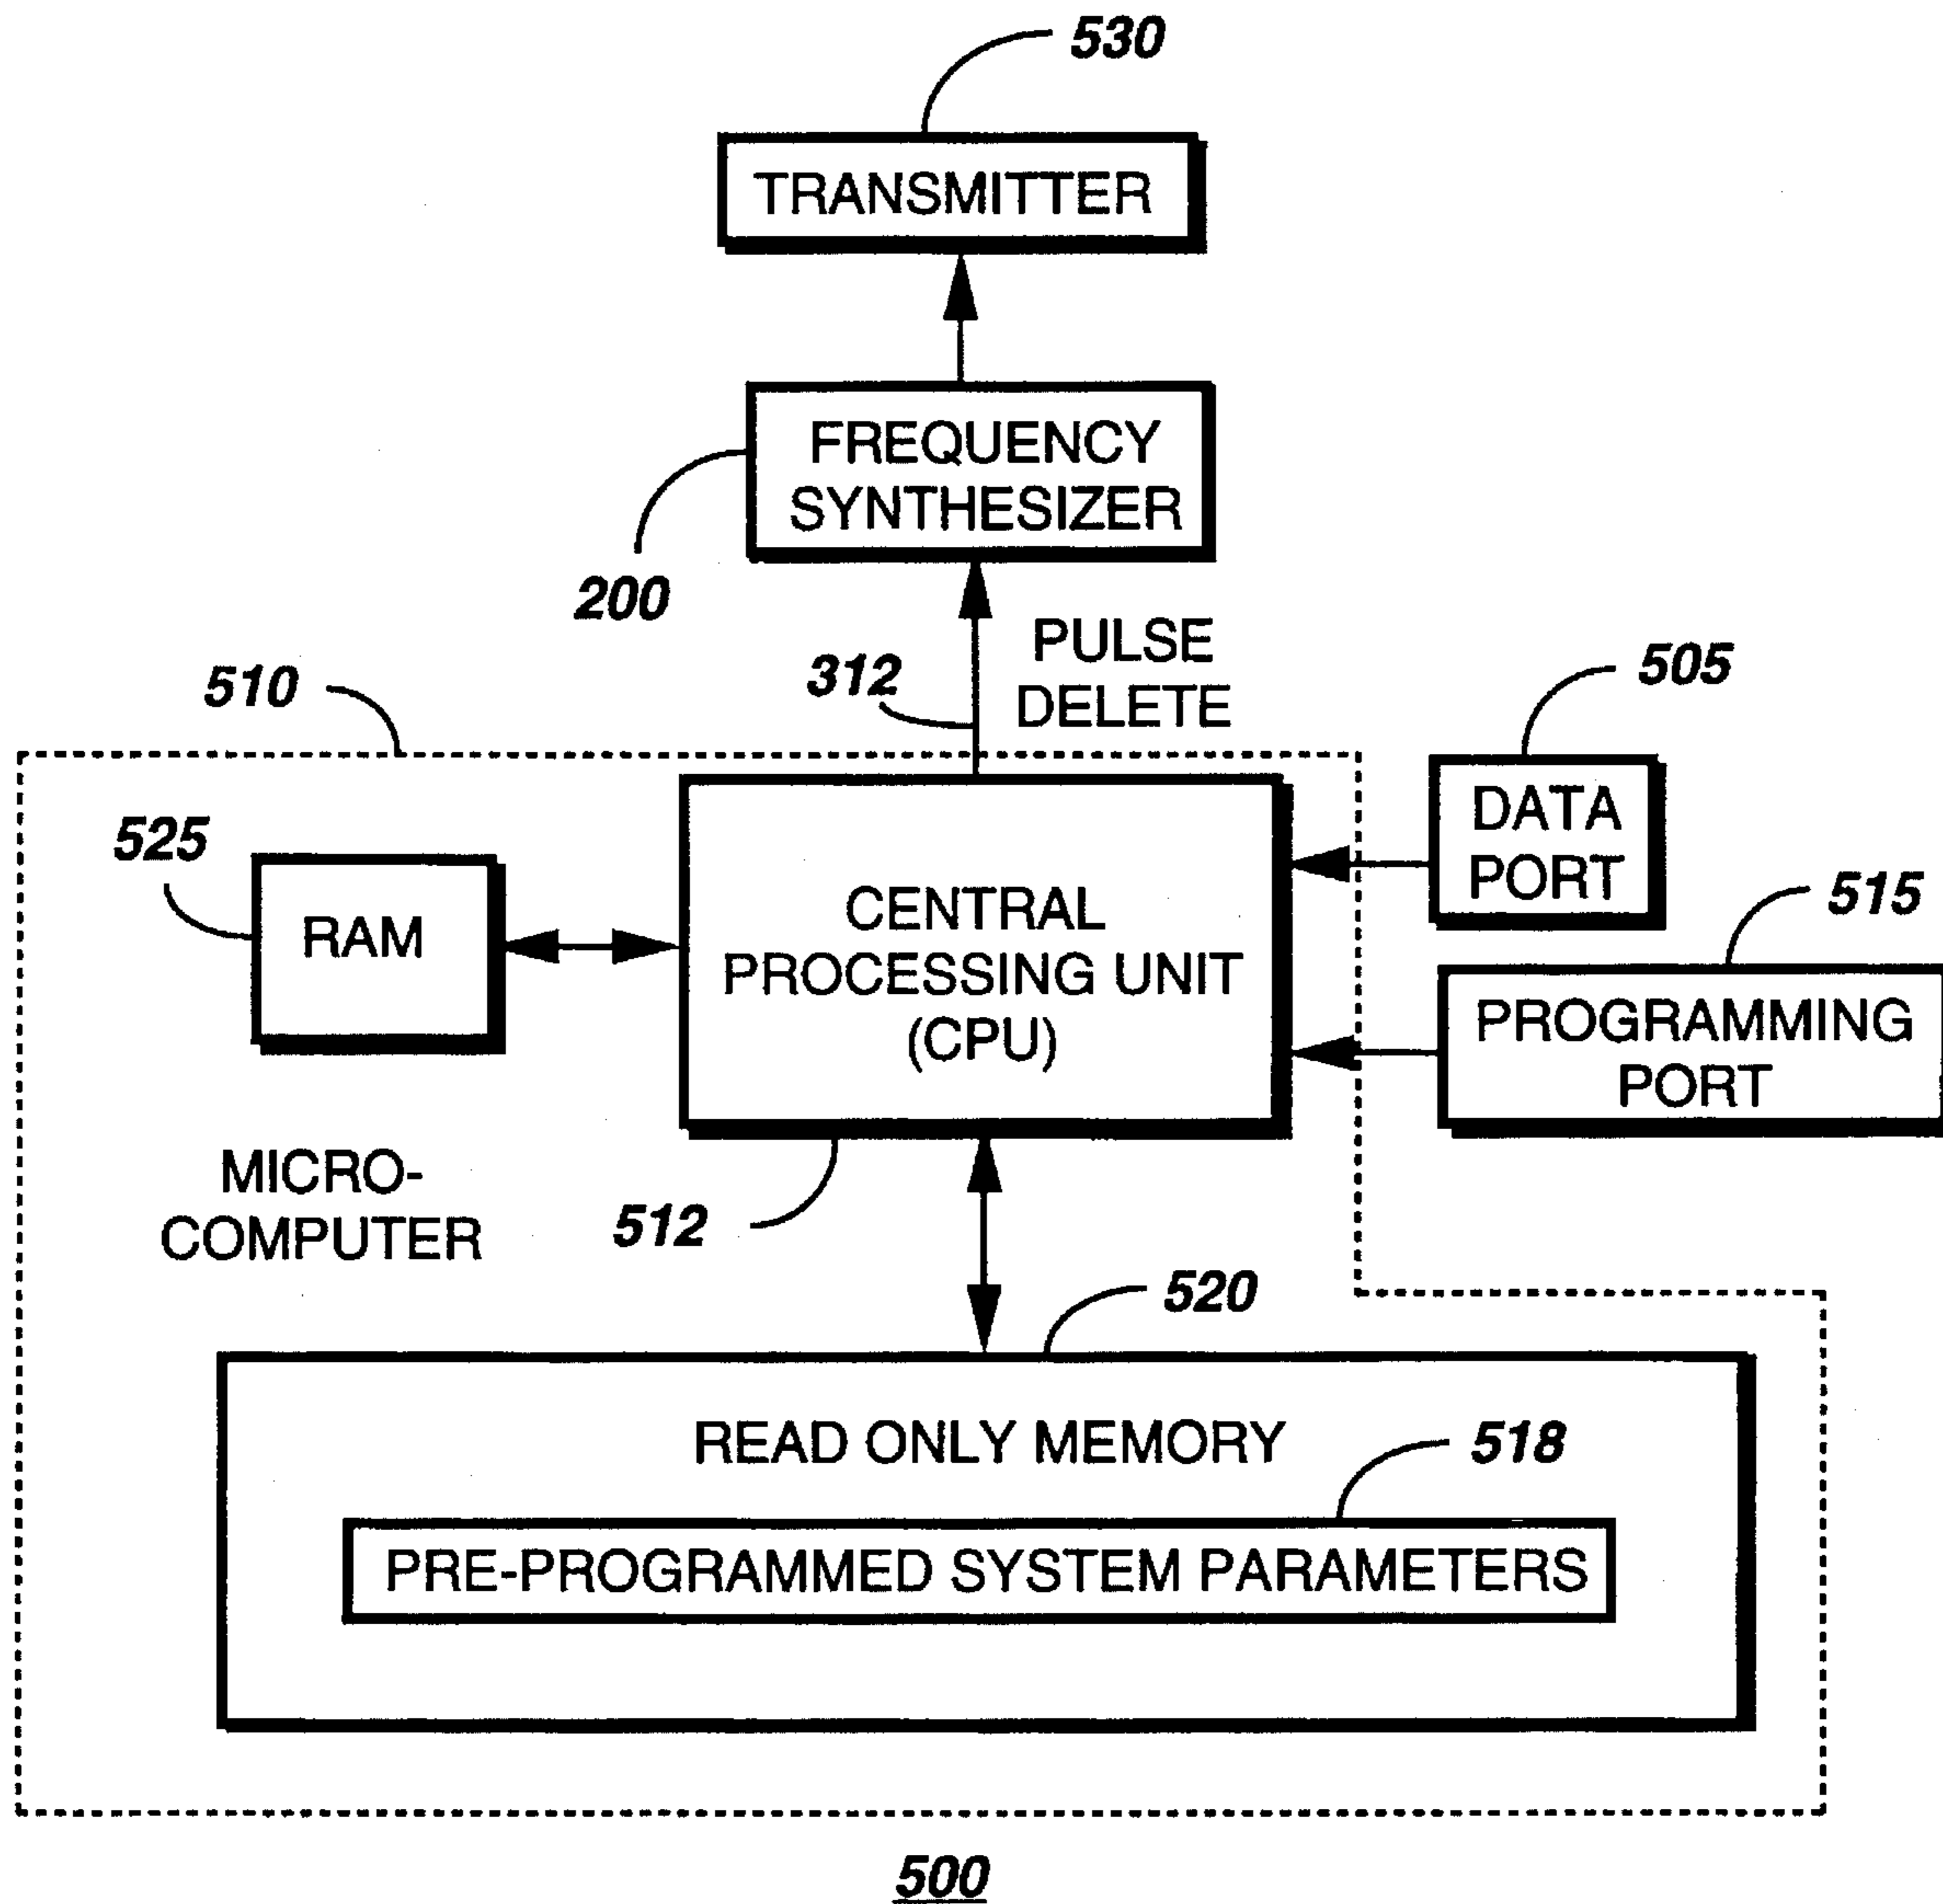 530
TRANSMITTER
FREQUENCY
SYNTHESIZER
200
PULSE
DELETE
312
510
505
DATA
PORT
525
RAM
CENTRAL
PROCESSING UNIT
(CPU)
515
PROGRAMMING
PORT
MICRO-
COMPUTER
512
520
READ ONLY MEMORY
518
PRE-PROGRAMMED SYSTEM PARAMETERS
500